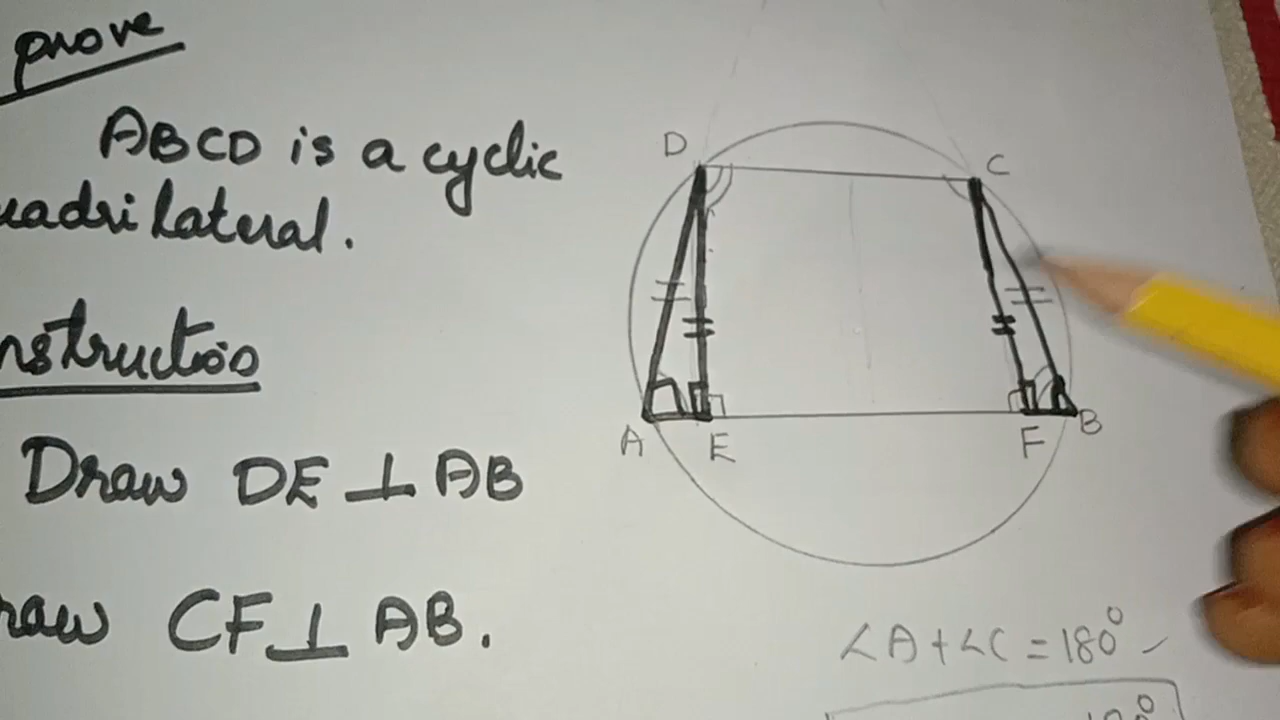 prove
ABCD is a cyclic
uadrilateral.
nstructio
Draw DE ⊥ AB
raw CF ⊥ AB.
D
C
A
E
F
B
∠A+∠C = 180°